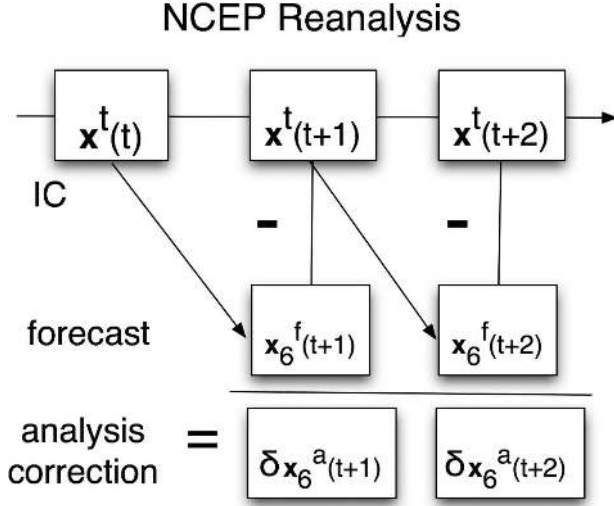 NCEP Reanalysis
x^t(t) x^t(t+1) x^t(t+2)
IC
- -
forecast x_6^f(t+1) x_6^f(t+2)
analysis
correction = δx_6^a(t+1) δx_6^a(t+2)